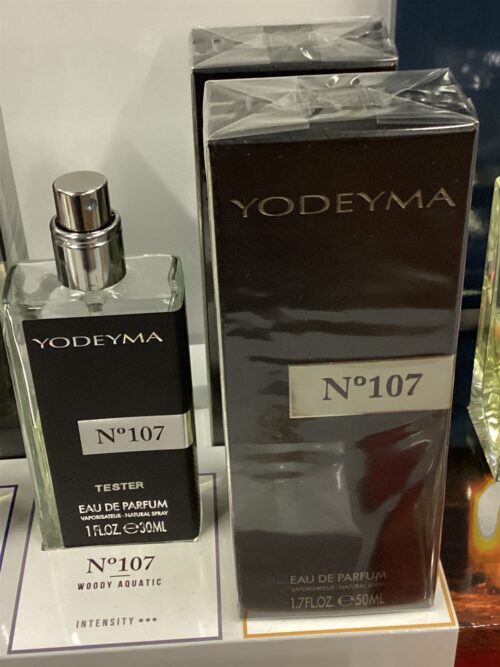 YODEYMA
Nº107
TESTER
EAU DE PARFUM
VAPORISATEUR - NATURAL SPRAY
1 FL.OZ. ℮30ML
Nº107
WOODY AQUATIC
INTENSITY •••
YODEYMA
Nº107
EAU DE PARFUM
VAPORISATEUR - NATURAL SPRAY
1.7FL.OZ. ℮50ML